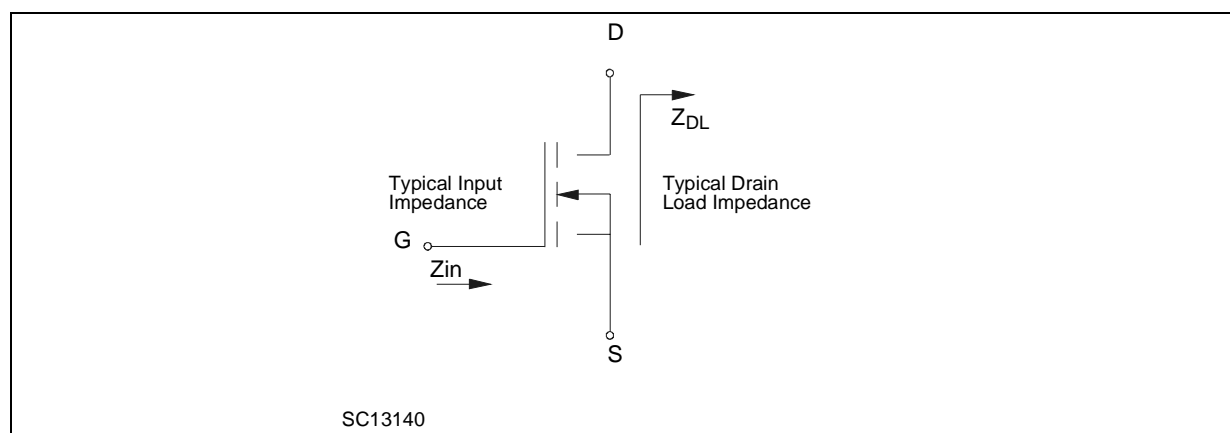 D
Z_DL
Typical Input
Impedance
Typical Drain
Load Impedance
G
Zin
S
SC13140